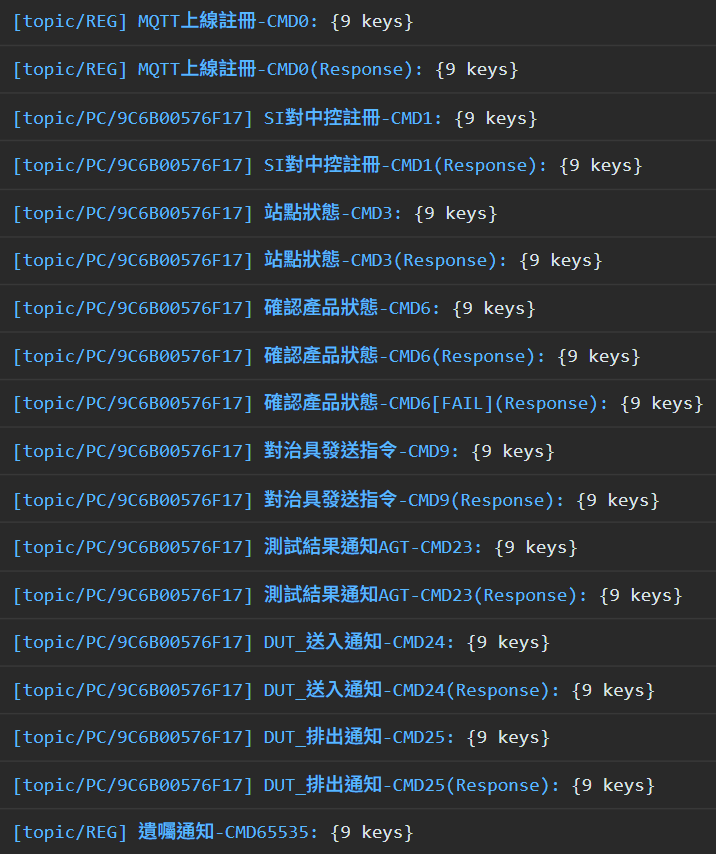 [topic/REG] MQTT上線註冊-CMD0: {9 keys}
[topic/REG] MQTT上線註冊-CMD0(Response): {9 keys}
[topic/PC/9C6B00576F17] SI對中控註冊-CMD1: {9 keys}
[topic/PC/9C6B00576F17] SI對中控註冊-CMD1(Response): {9 keys}
[topic/PC/9C6B00576F17] 站點狀態-CMD3: {9 keys}
[topic/PC/9C6B00576F17] 站點狀態-CMD3(Response): {9 keys}
[topic/PC/9C6B00576F17] 確認產品狀態-CMD6: {9 keys}
[topic/PC/9C6B00576F17] 確認產品狀態-CMD6(Response): {9 keys}
[topic/PC/9C6B00576F17] 確認產品狀態-CMD6[FAIL](Response): {9 keys}
[topic/PC/9C6B00576F17] 對治具發送指令-CMD9: {9 keys}
[topic/PC/9C6B00576F17] 對治具發送指令-CMD9(Response): {9 keys}
[topic/PC/9C6B00576F17] 測試結果通知AGT-CMD23: {9 keys}
[topic/PC/9C6B00576F17] 測試結果通知AGT-CMD23(Response): {9 keys}
[topic/PC/9C6B00576F17] DUT_送入通知-CMD24: {9 keys}
[topic/PC/9C6B00576F17] DUT_送入通知-CMD24(Response): {9 keys}
[topic/PC/9C6B00576F17] DUT_排出通知-CMD25: {9 keys}
[topic/PC/9C6B00576F17] DUT_排出通知-CMD25(Response): {9 keys}
[topic/REG] 遺囑通知-CMD65535: {9 keys}